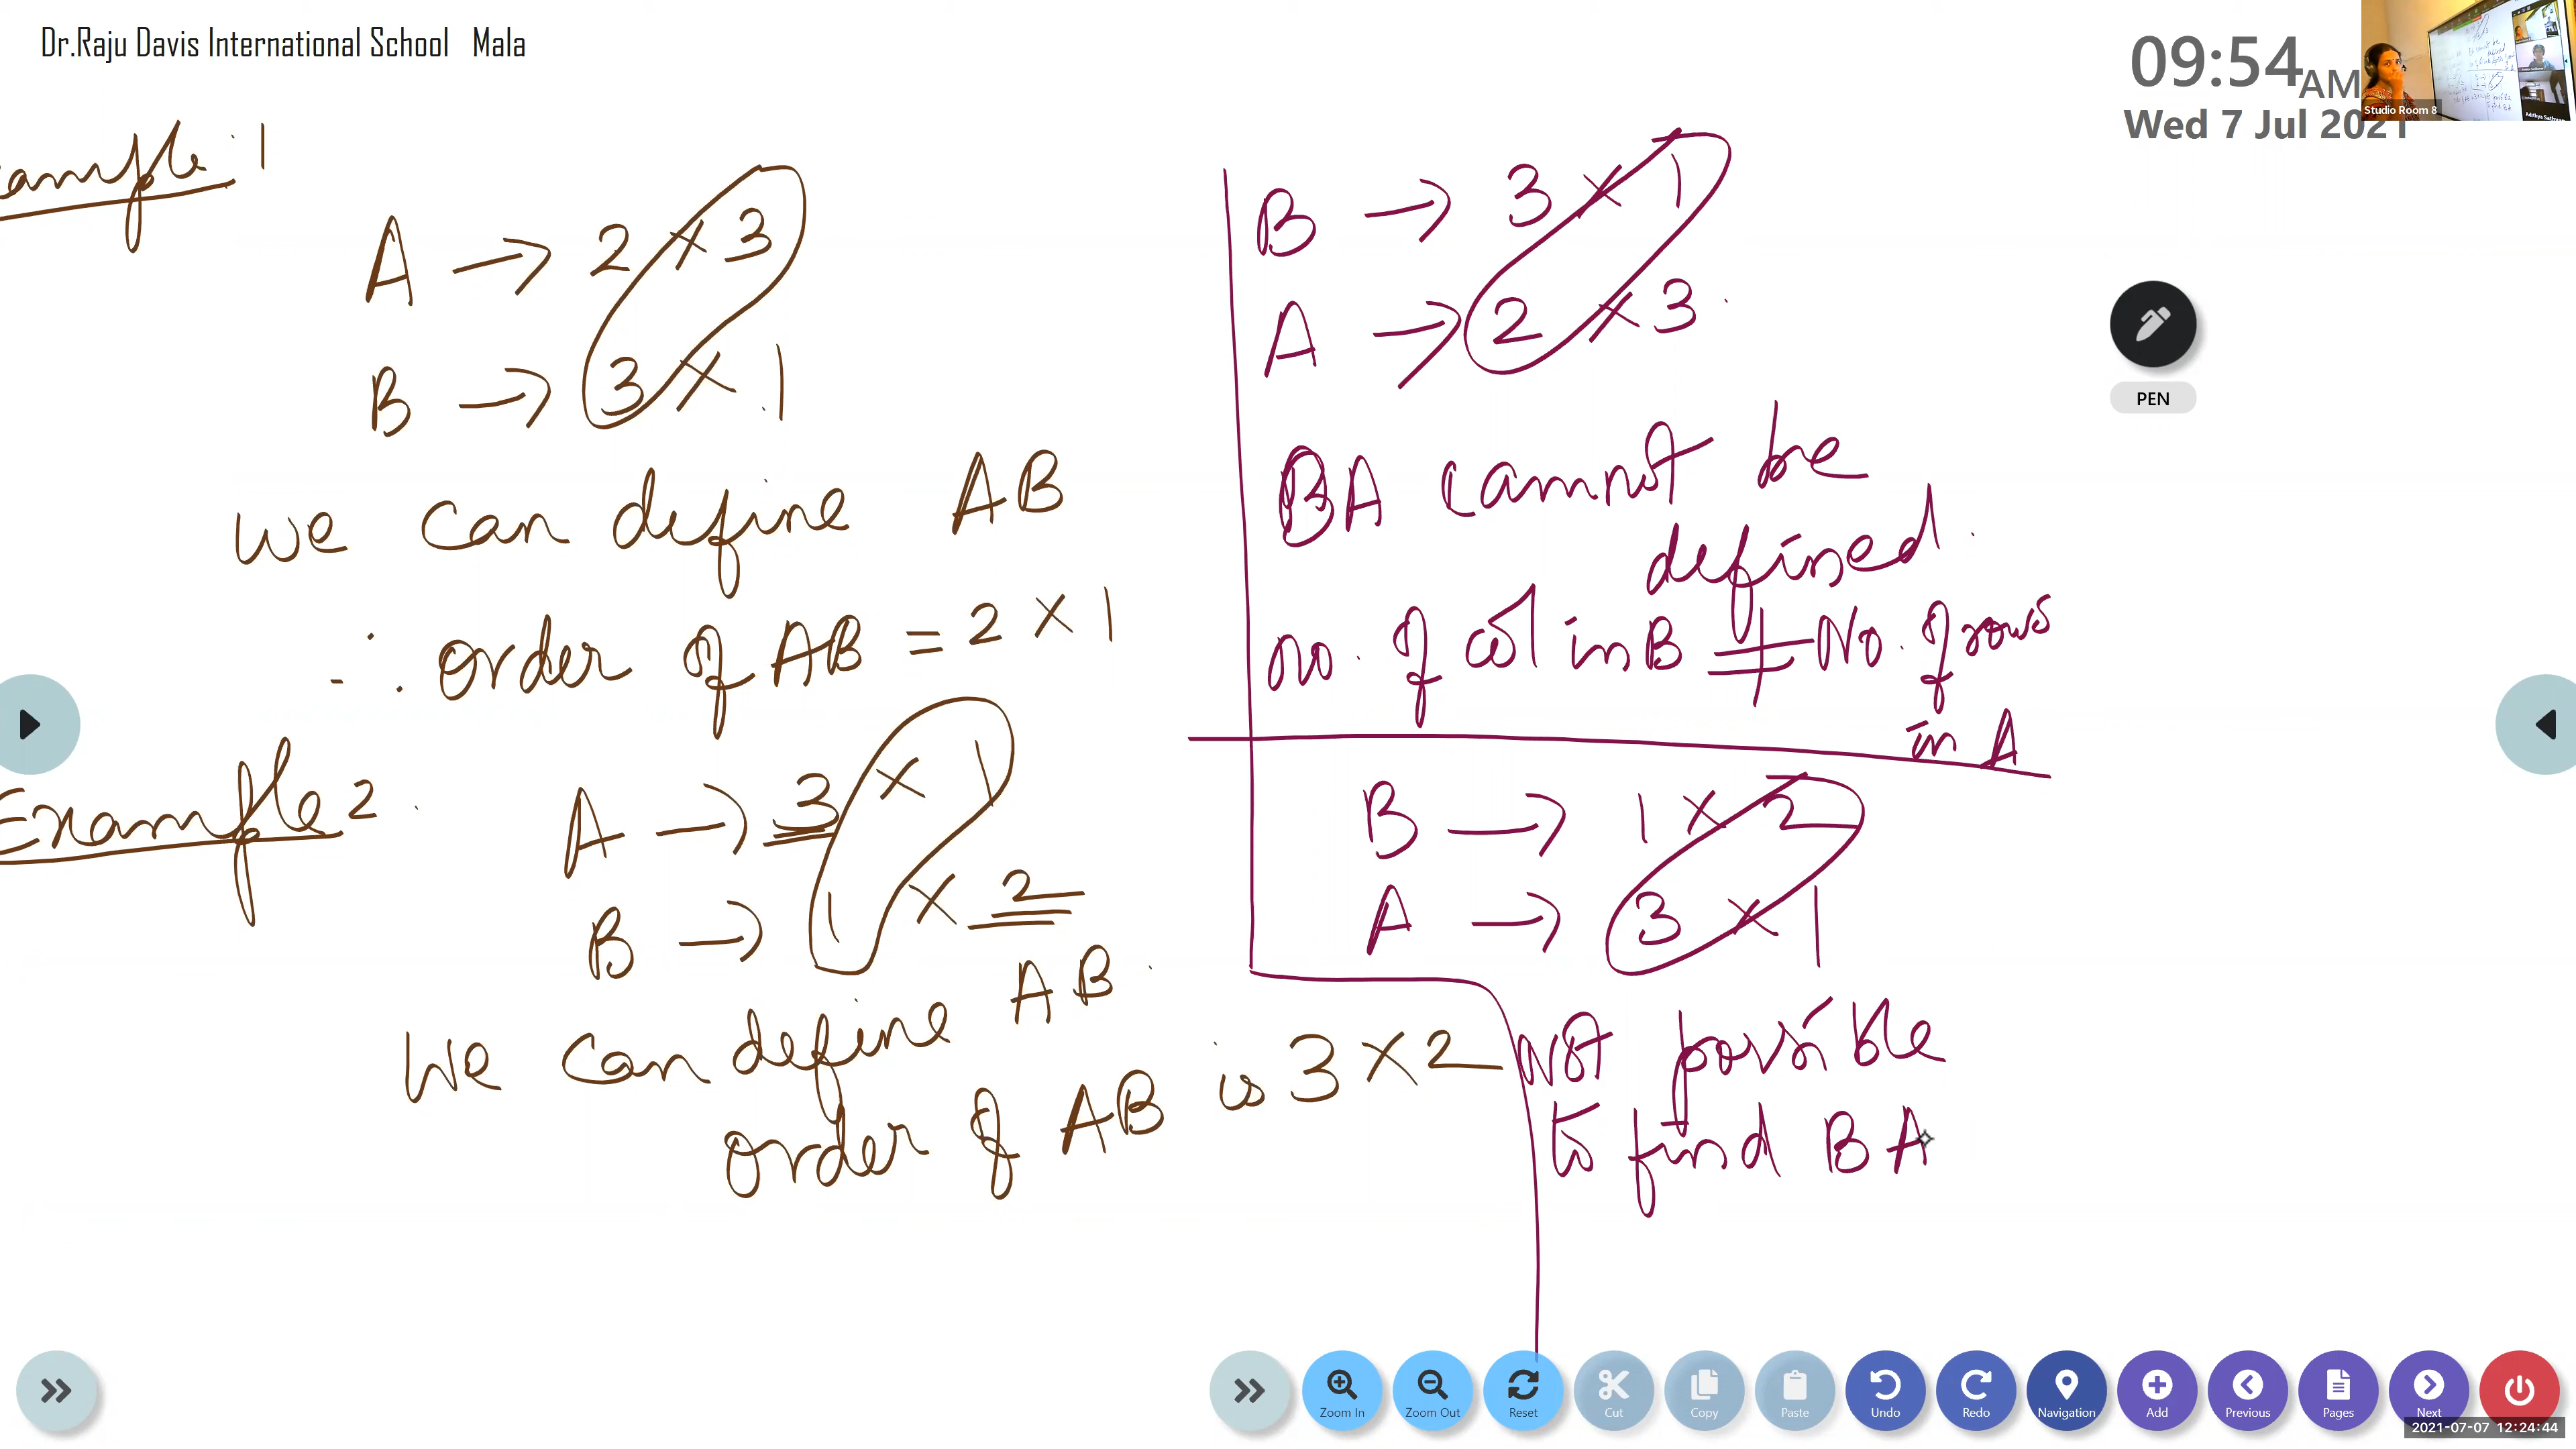 Dr.Raju Davis International School Mala
09:54 AM
Wed 7 Jul 2021
Studio Room 8
ample : 1
A → 2 × 3
B → 3 × 1
We can define AB
∴ order of AB = 2 × 1
Example 2
A → 3 × 1
B → 1 × 2
We can define AB.
order of AB is 3 × 2
B → 3 × 1
A → 2 × 3
BA cannot be
defined.
no. of col in B ≠ No. of rows
in A
B → 1 × 2
A → 3 × 1
not possible
to find BA
PEN
Zoom In
Zoom Out
Reset
Cut
Copy
Paste
Undo
Redo
Navigation
Add
Previous
Pages
Next
2021-07-07 12:24:44